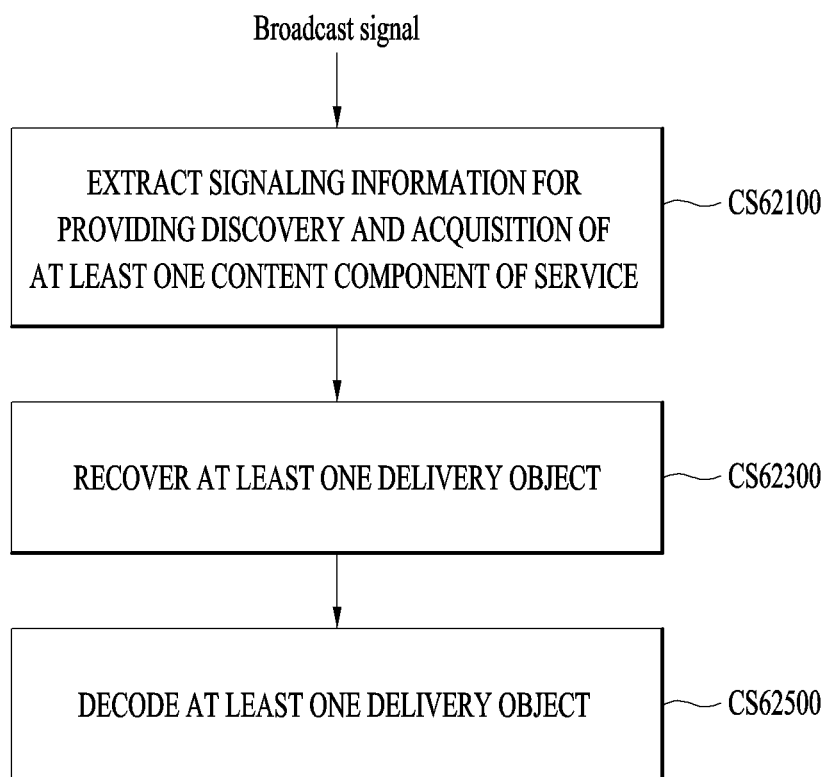 Broadcast signal
EXTRACT SIGNALING INFORMATION FOR
PROVIDING DISCOVERY AND ACQUISITION OF
AT LEAST ONE CONTENT COMPONENT OF SERVICE
CS62100
RECOVER AT LEAST ONE DELIVERY OBJECT
CS62300
DECODE AT LEAST ONE DELIVERY OBJECT
CS62500